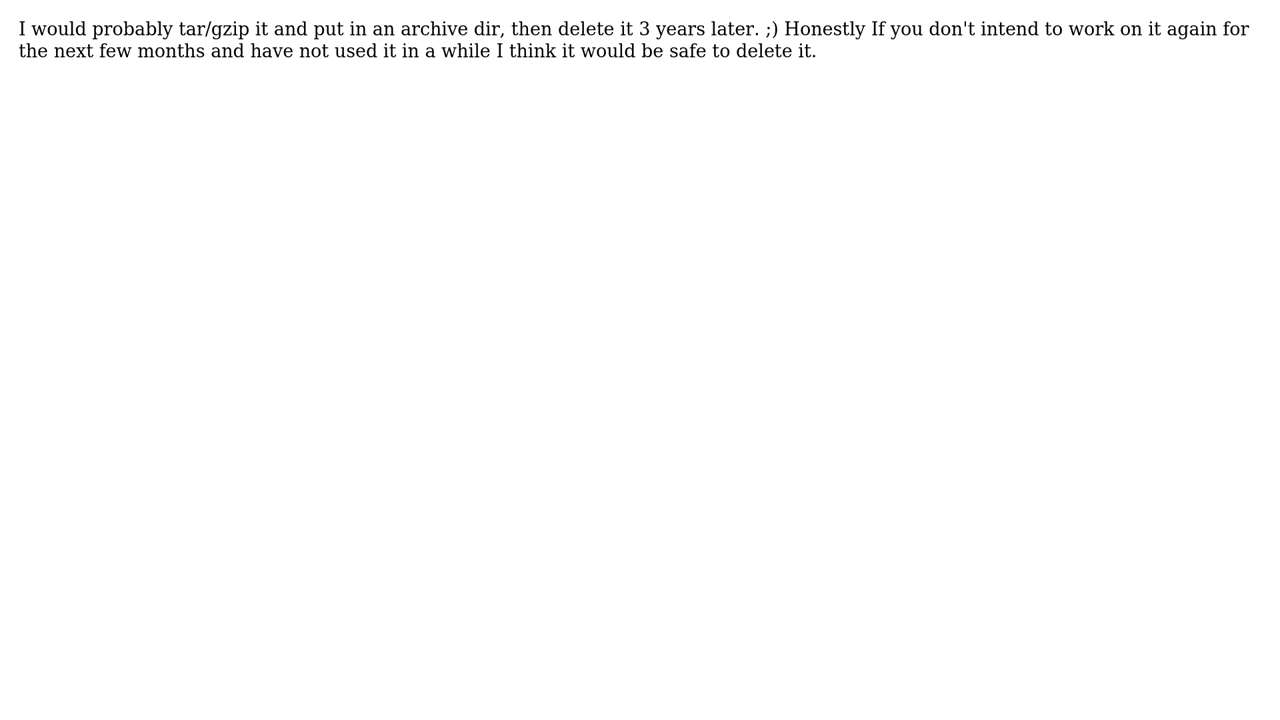 I would probably tar/gzip it and put in an archive dir, then delete it 3 years later. ;) Honestly If you don't intend to work on it again for
the next few months and have not used it in a while I think it would be safe to delete it.